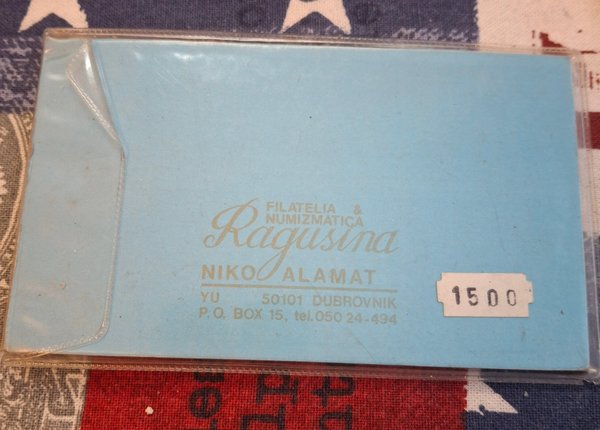 FILATELIA &
NUMIZMATICA
Ragusina
NIKO ALAMAT
YU 50101 DUBROVNIK
P.O. BOX 15, tel. 050 24-494
1500